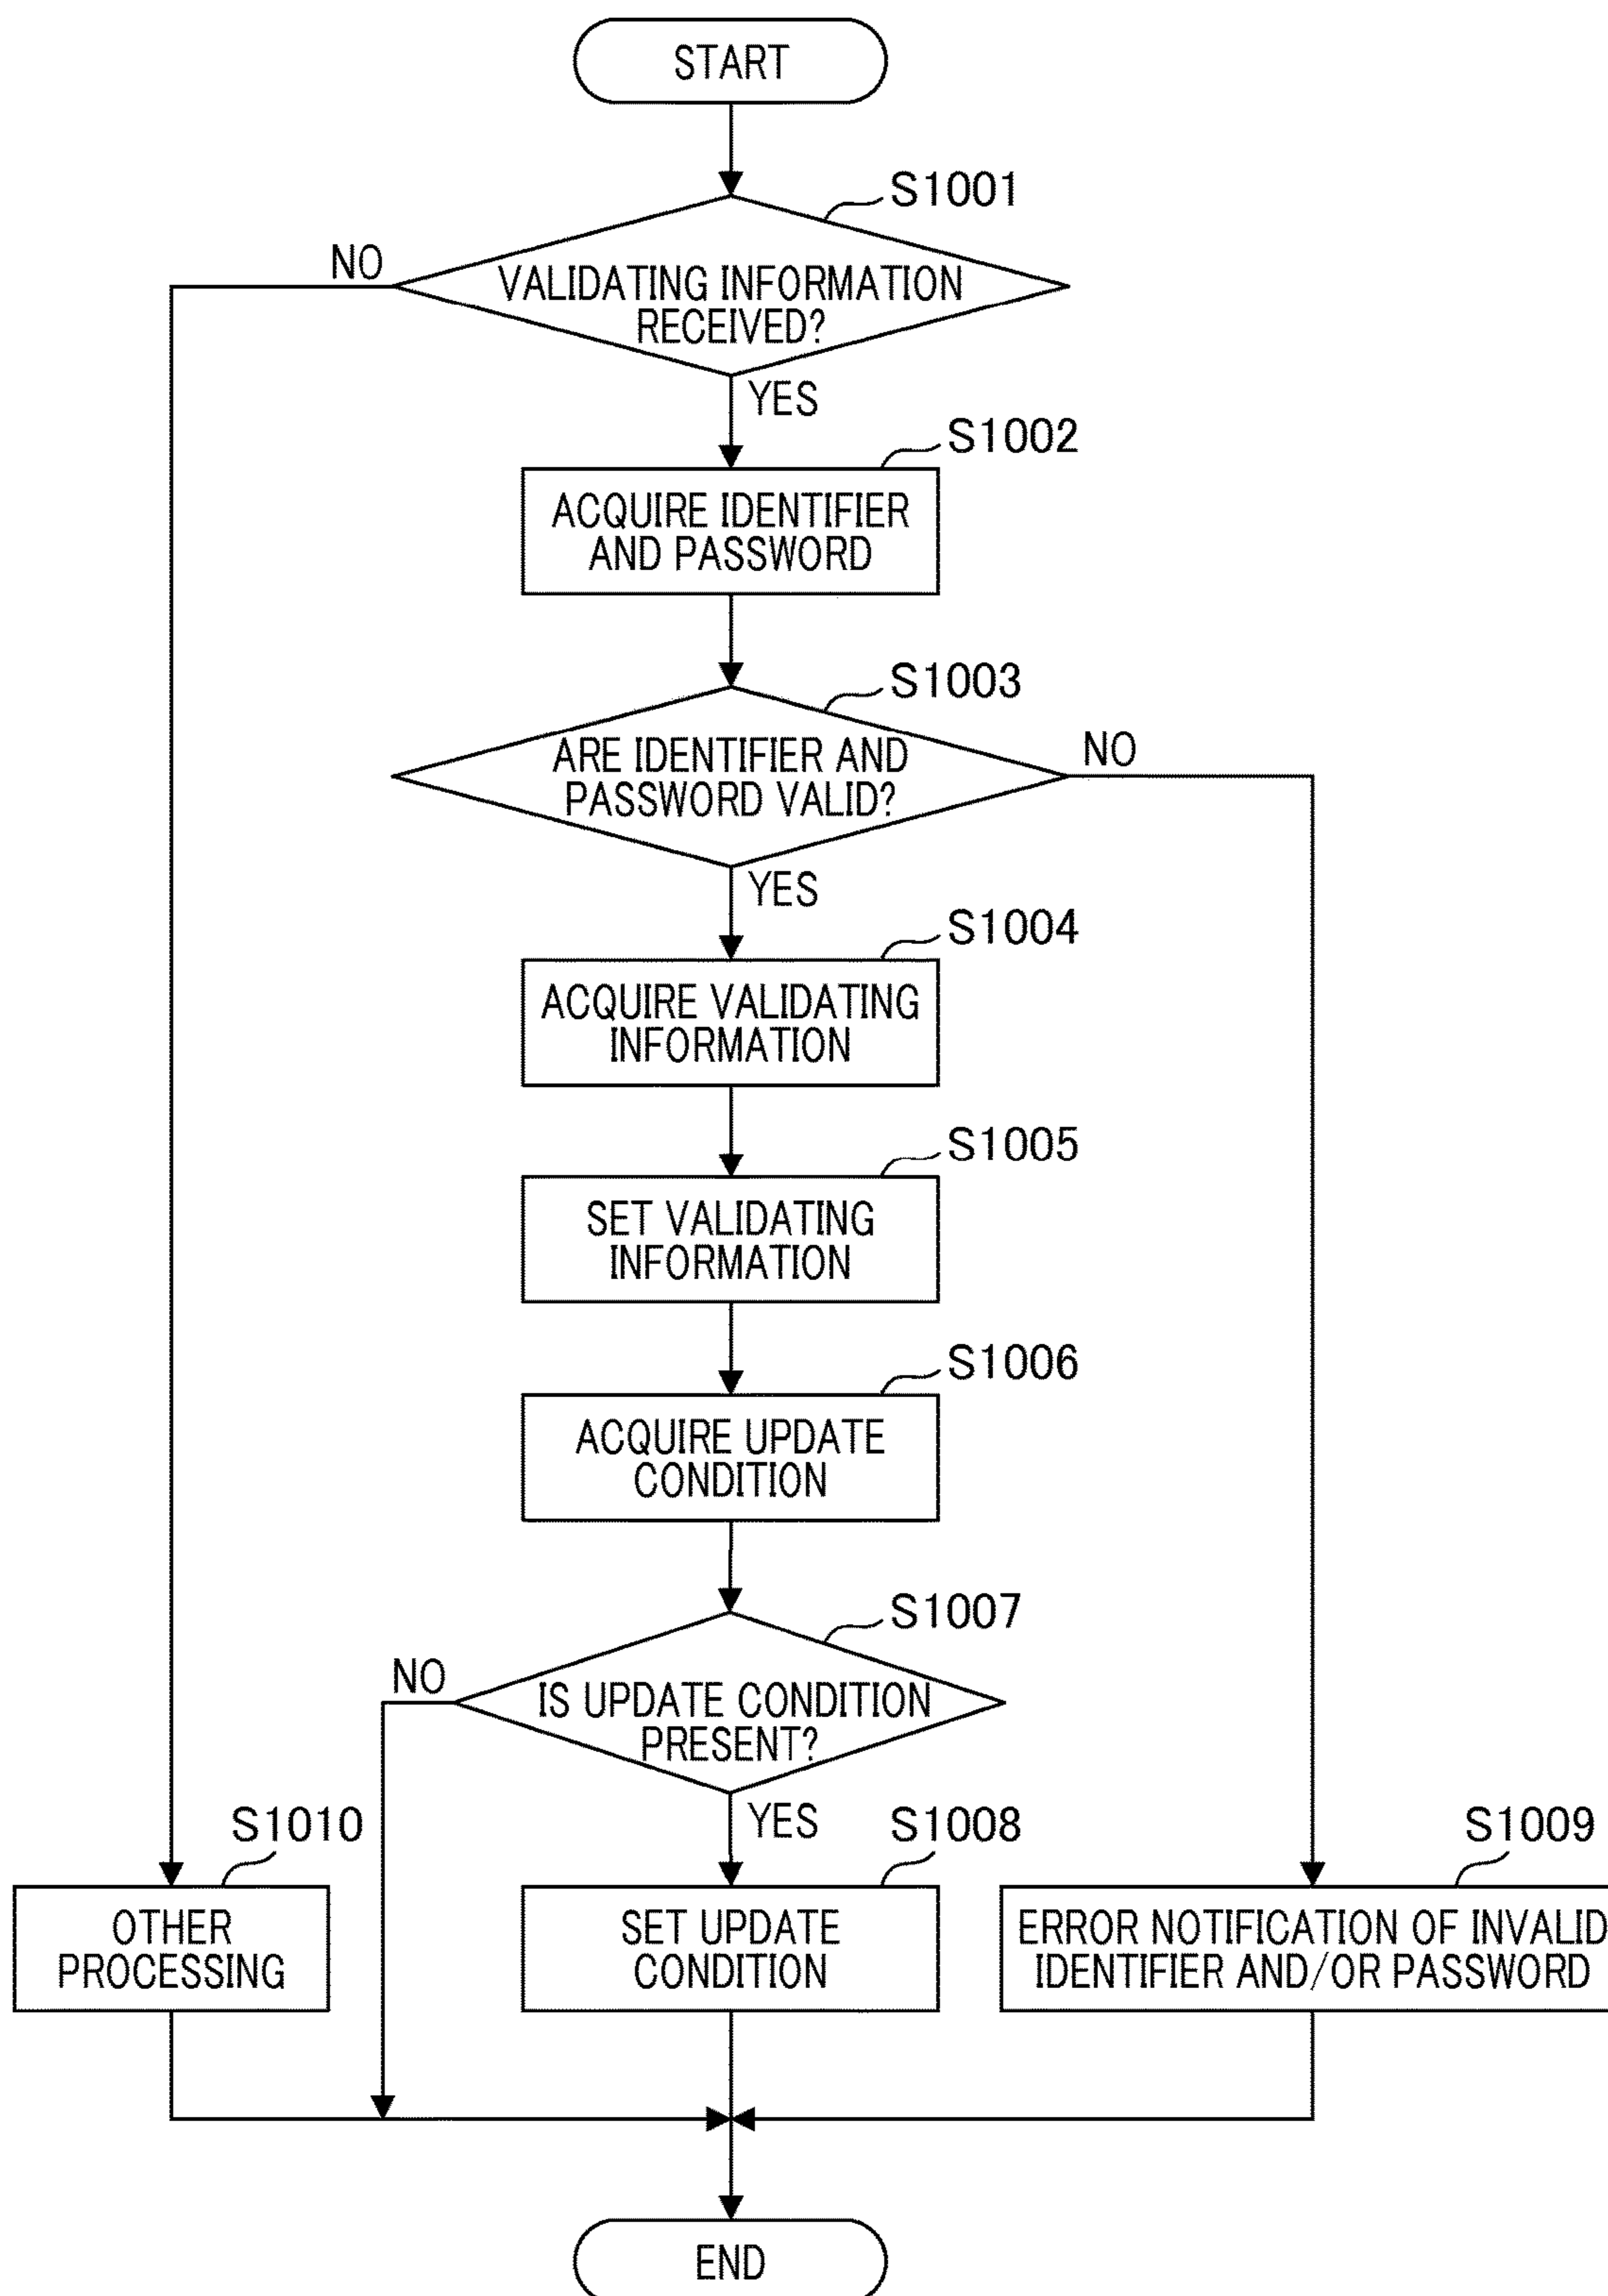 START
S1001
NO
VALIDATING INFORMATION
RECEIVED?
YES
S1002
ACQUIRE IDENTIFIER
AND PASSWORD
S1003
NO
ARE IDENTIFIER AND
PASSWORD VALID?
YES
S1004
ACQUIRE VALIDATING
INFORMATION
S1005
SET VALIDATING
INFORMATION
S1006
ACQUIRE UPDATE
CONDITION
S1007
NO
IS UPDATE CONDITION
PRESENT?
YES
S1010
OTHER
PROCESSING
S1008
SET UPDATE
CONDITION
S1009
ERROR NOTIFICATION OF INVALID
IDENTIFIER AND/OR PASSWORD
END